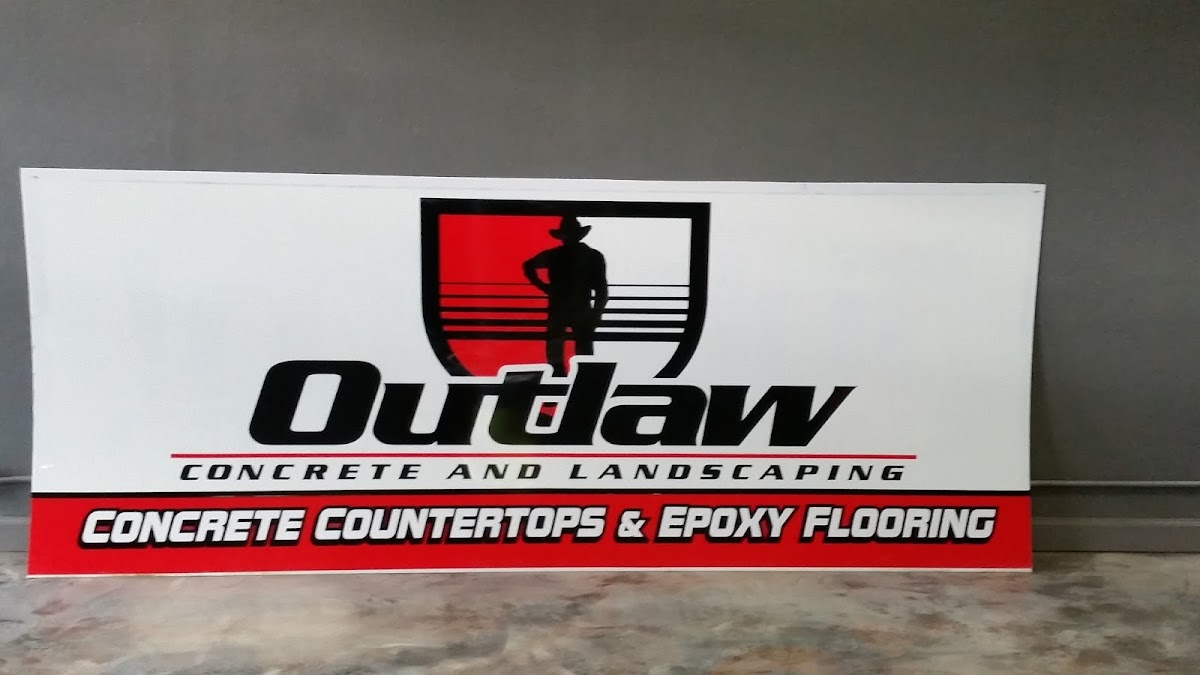 Outlaw
CONCRETE AND LANDSCAPING
CONCRETE COUNTERTOPS & EPOXY FLOORING